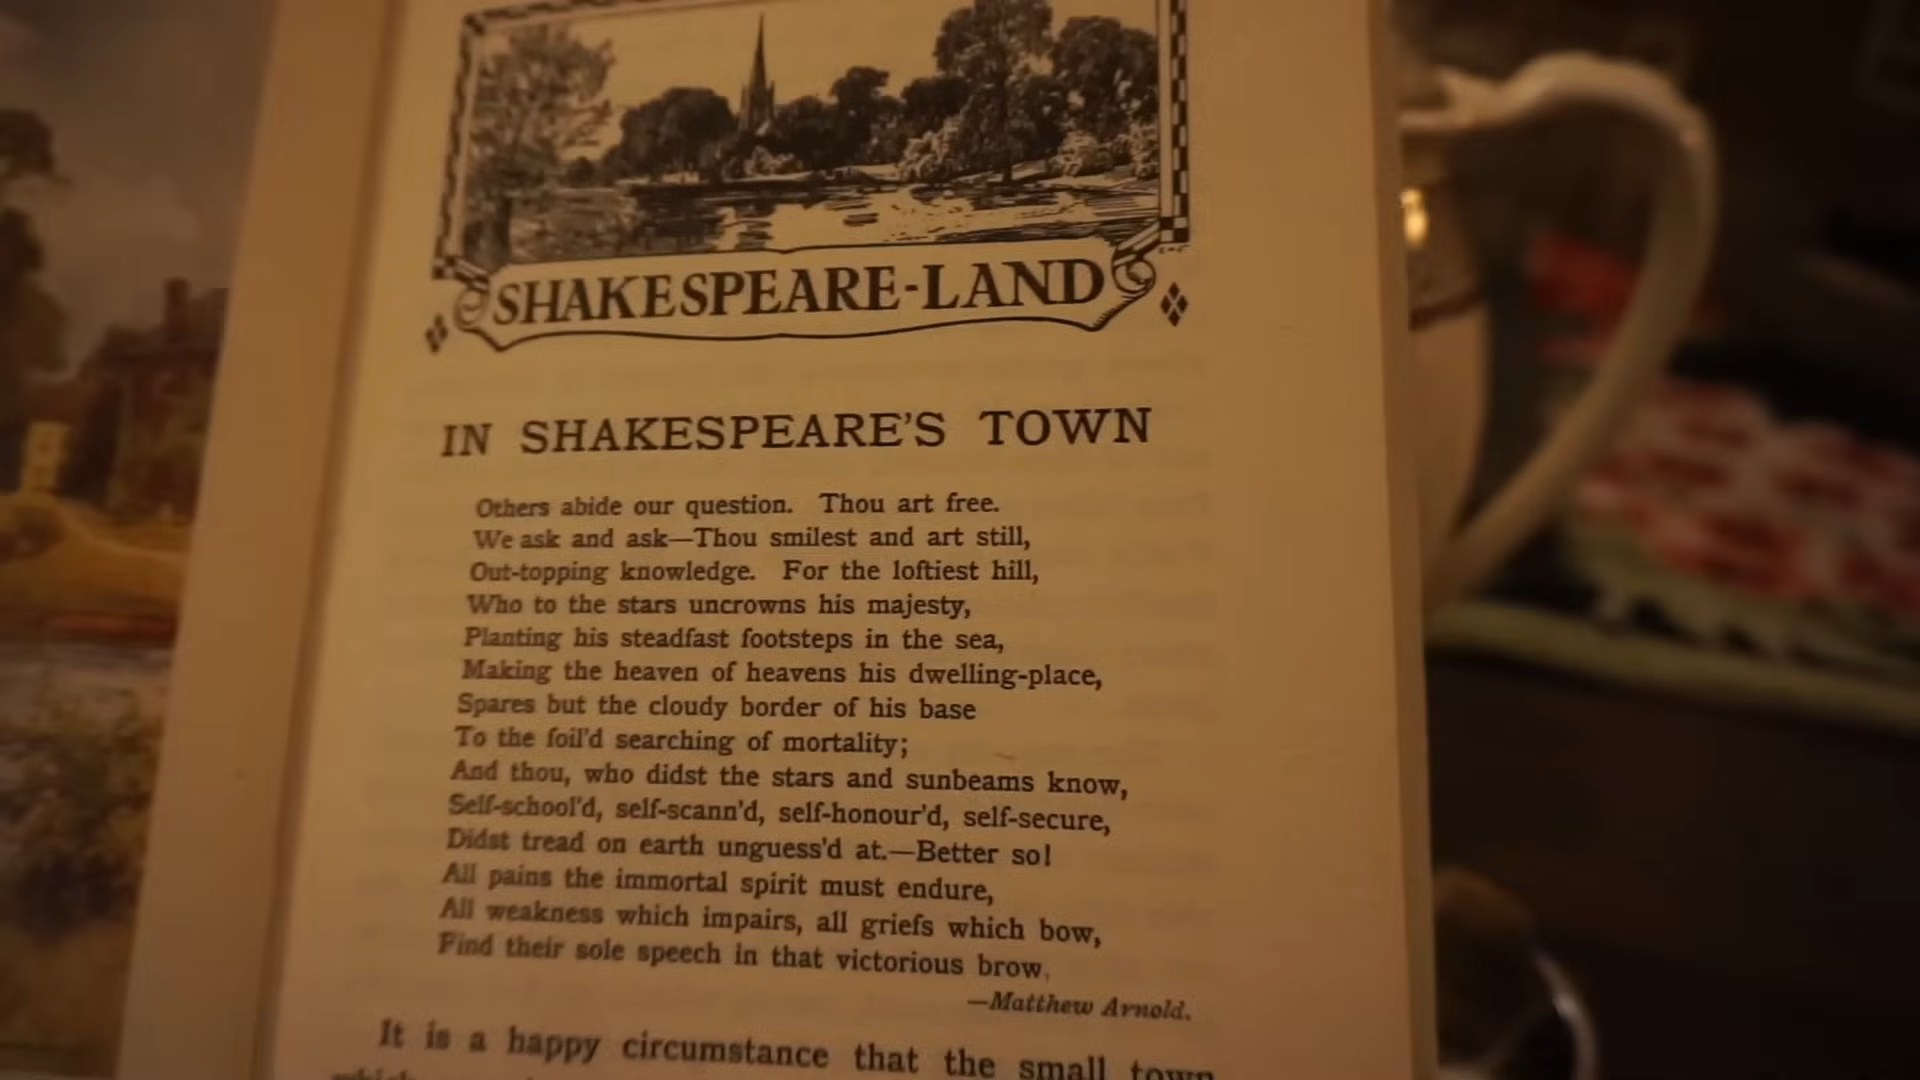 SHAKESPEARE-LAND
IN SHAKESPEARE'S TOWN
Others abide our question. Thou art free.
We ask and ask—Thou smilest and art still,
Out-topping knowledge. For the loftiest hill,
Who to the stars uncrowns his majesty,
Planting his steadfast footsteps in the sea,
Making the heaven of heavens his dwelling-place,
Spares but the cloudy border of his base
To the foil'd searching of mortality;
And thou, who didst the stars and sunbeams know,
Self-school'd, self-scann'd, self-honour'd, self-secure,
Didst tread on earth unguess'd at.—Better so!
All pains the immortal spirit must endure,
All weakness which impairs, all griefs which bow,
Find their sole speech in that victorious brow.
—Matthew Arnold.
It is a happy circumstance that the small town